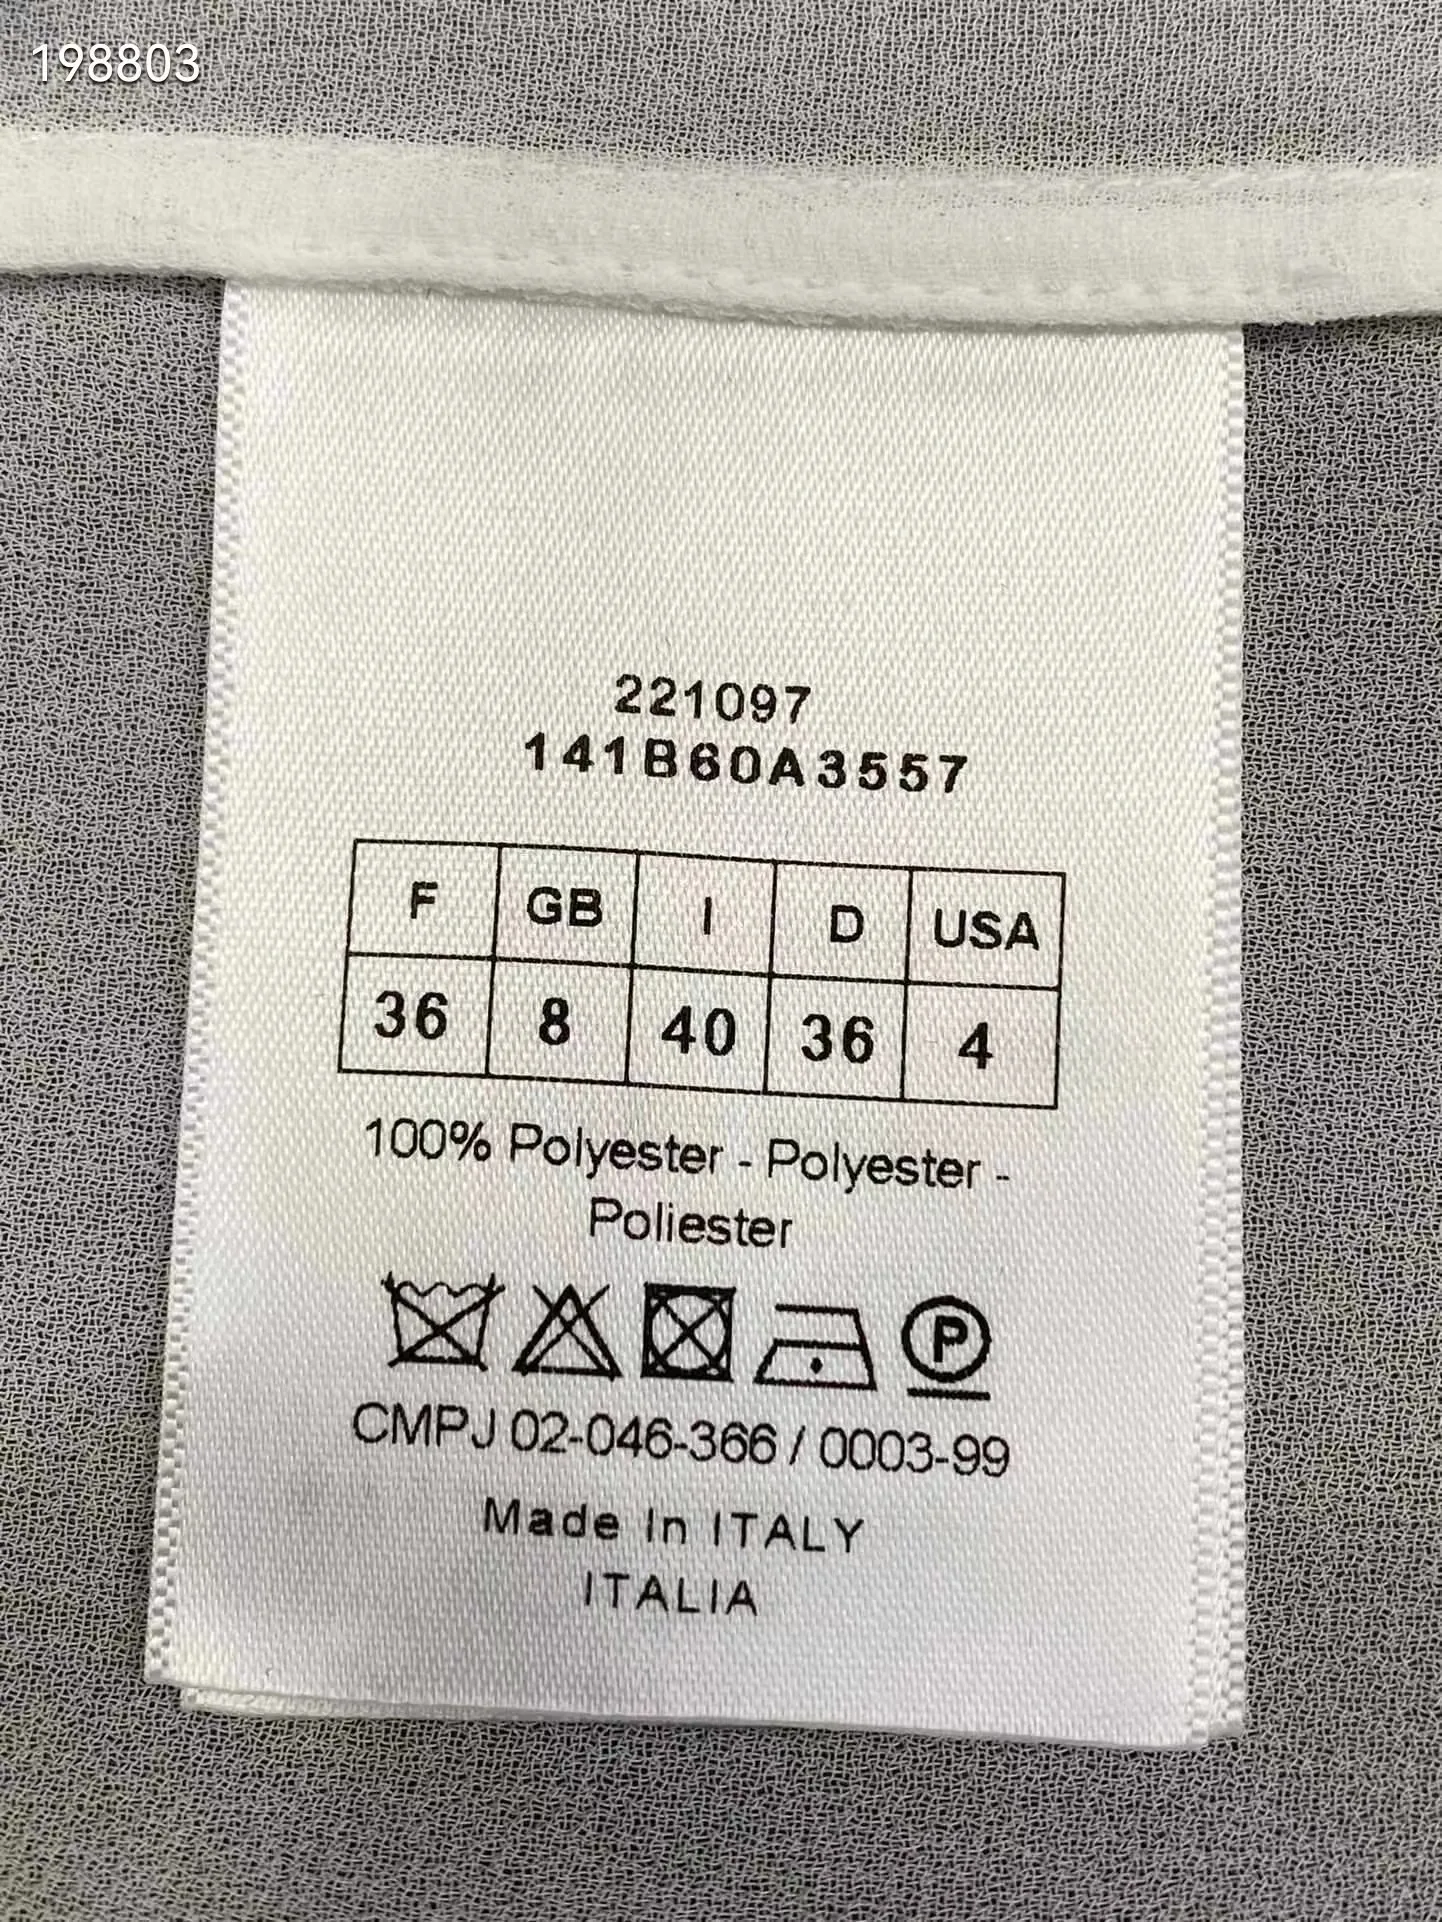 198803
221097
141B60A3557
F GB I D USA
36 8 40 36 4
100% Polyester - Polyester -
Poliester
P
CMPJ 02-046-366 / 0003-99
Made In ITALY
ITALIA